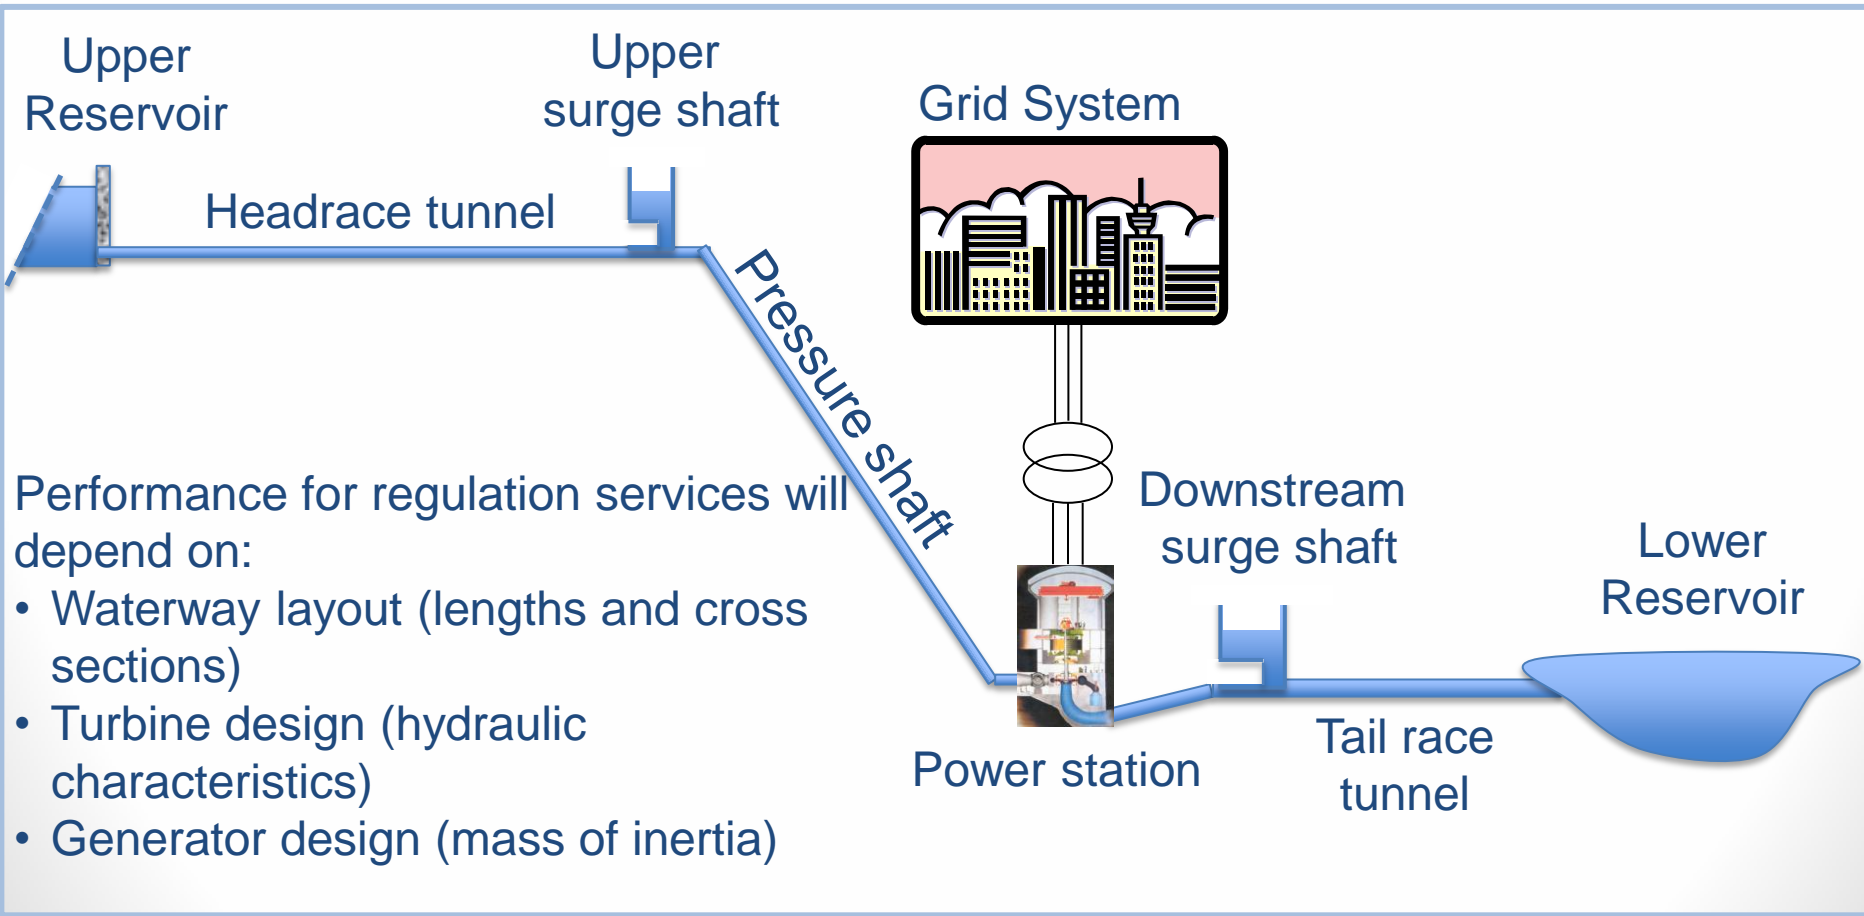 Upper
Reservoir
Upper
surge shaft
Grid System
Headrace tunnel
Pressure shaft
Performance for regulation services will
depend on:
• Waterway layout (lengths and cross
sections)
• Turbine design (hydraulic
characteristics)
• Generator design (mass of inertia)
Downstream
surge shaft
Lower
Reservoir
Power station
Tail race
tunnel